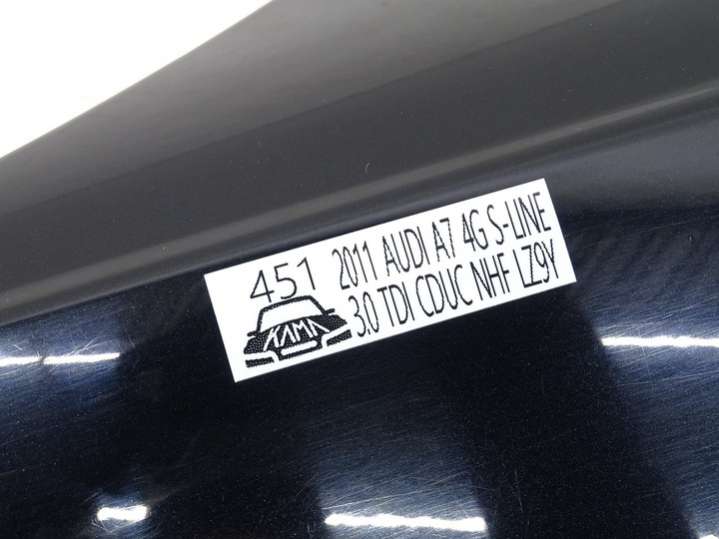 451
KAMA
2011 AUDI A7 4G S-LINE
3.0 TDI CDUC NHF LZ9Y